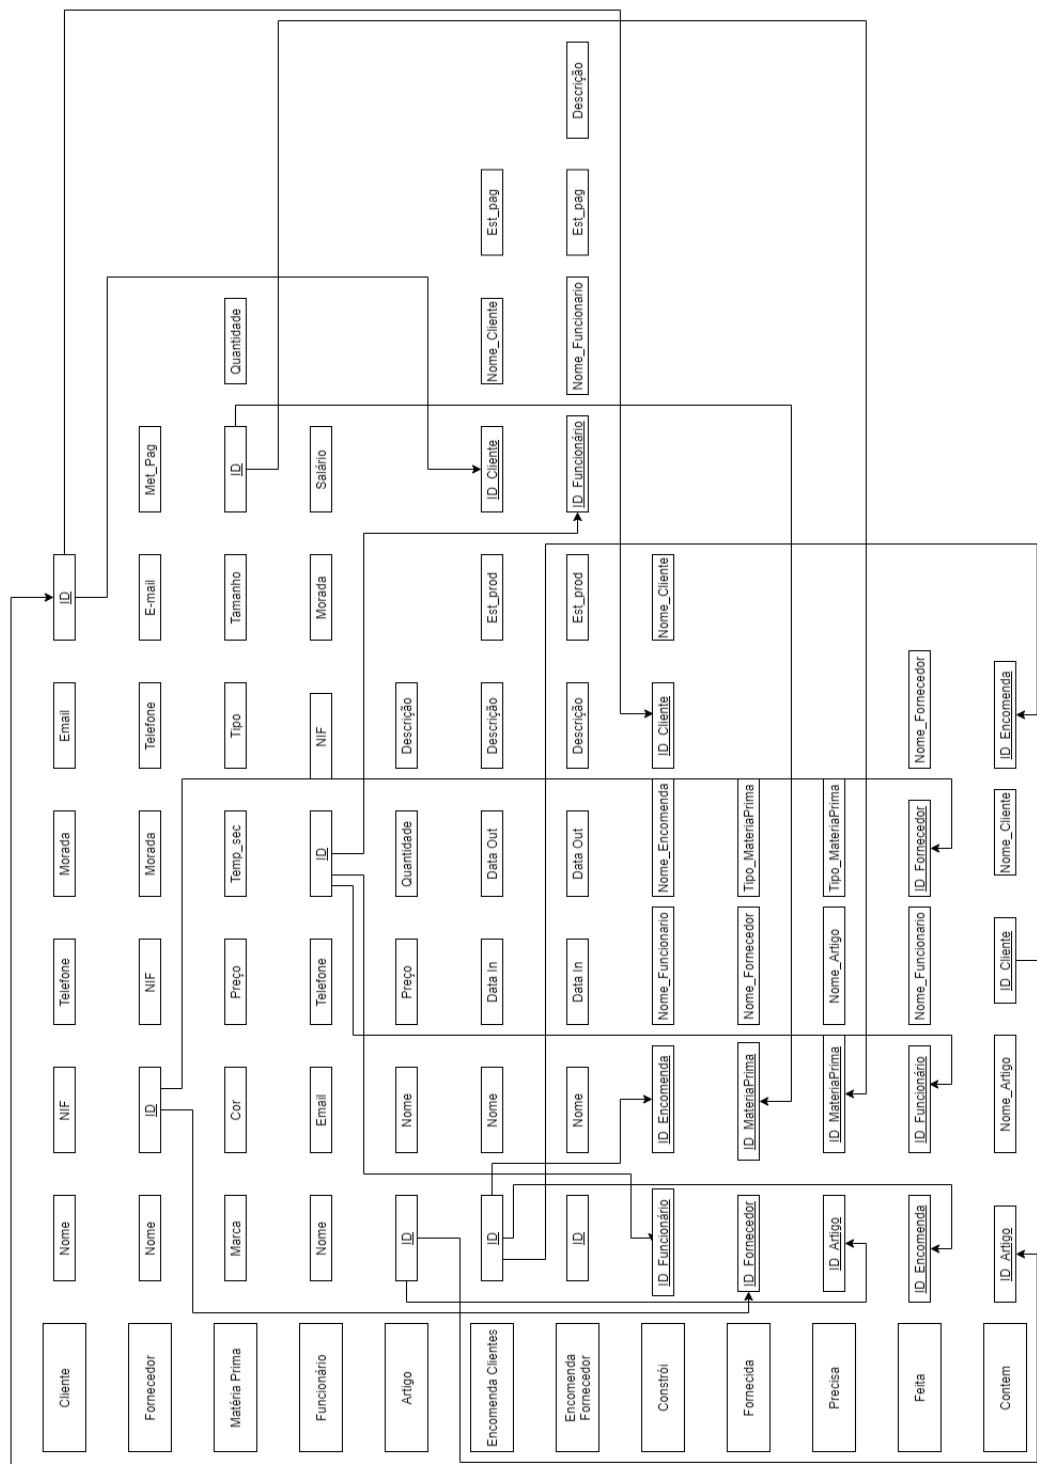 Cliente
Nome
NIF
Telefone
Morada
Email
ID
Fornecedor
Nome
ID
NIF
Morada
Telefone
E-mail
Met_Pag
Matéria Prima
Marca
Cor
Preço
Temp_sec
Tipo
Tamanho
ID
Quantidade
Funcionário
Nome
Email
Telefone
ID
NIF
Morada
Salário
Artigo
ID
Nome
Preço
Quantidade
Descrição
Encomenda Clientes
ID
Nome
Data In
Data Out
Descrição
Est_prod
ID_Cliente
Nome_Cliente
Est_pag
Encomenda
Fornecedor
ID
Nome
Data In
Data Out
Descrição
Est_prod
ID_Funcionário
Nome_Funcionario
Est_pag
Descrição
Constrói
ID_Funcionário
ID_Encomenda
Nome_Funcionario
Nome_Encomenda
ID_Cliente
Nome_Cliente
Fornecida
ID_Fornecedor
ID_MateriaPrima
Nome_Fornecedor
Tipo_MateriaPrima
Precisa
ID_Artigo
ID_MateriaPrima
Nome_Artigo
Tipo_MateriaPrima
Feita
ID_Encomenda
ID_Funcionário
Nome_Funcionario
ID_Fornecedor
Nome_Fornecedor
Contem
ID_Artigo
Nome_Artigo
ID_Cliente
Nome_Cliente
ID_Encomenda